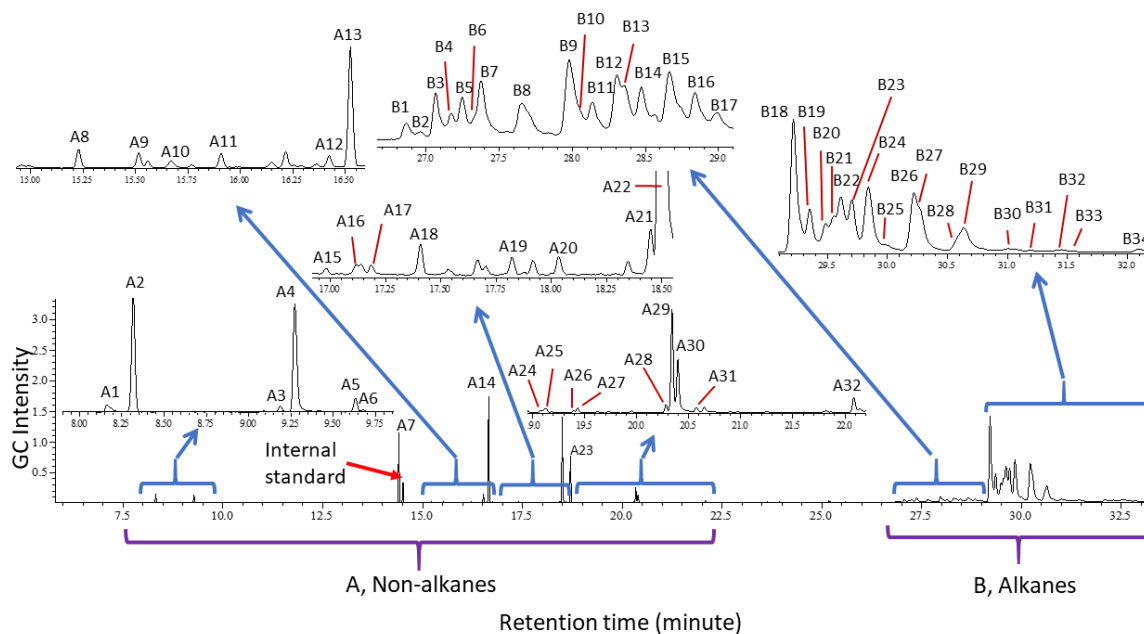 B10
B6 B13
A13 B4 B9 B12 B15
B3 B5 B7 B14 B16
B8 B11
B1 B2 B17
A8 A9 A10 A11 A12
15.00 15.25 15.50 15.75 16.00 16.25 16.50
27.0 27.5 28.0 28.5 29.0
B23
B18 B19 B20 B21 B22 B24 B27
B26 B29
B25 B28 B30 B31 B32 B33 B34
29.5 30.0 30.5 31.0 31.5 32.0
A22
A16 A17 A18 A21
A15 A19 A20
17.00 17.25 17.50 17.75 18.00 18.25 18.50
A2 A4 A29
A30
A25 A28
A24 A26 A27 A31 A32
A1 A3 A5 A6
8.00 8.25 8.50 8.75 9.00 9.25 9.50 9.75
9.0 19.5 20.0 20.5 21.0 21.5 22.0
GC Intensity
3.0
2.5
2.0
1.5
1.0
0.5
A14
A7 A23
Internal
standard
7.5 10.0 12.5 15.0 17.5 20.0 22.5 25.0 27.5 30.0 32.5
A, Non-alkanes B, Alkanes
Retention time (minute)